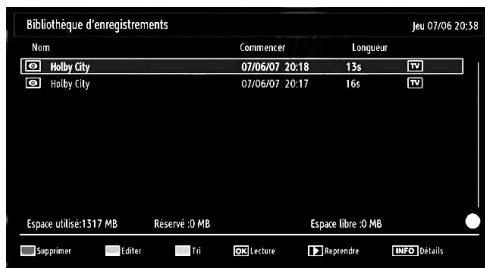 Bibliothèque d'enregistrements Jeu 07/06 20:38
Nom Commencer Longueur
Holby City 07/06/07 20:18 13s TV
Holby City 07/06/07 20:17 16s TV
Espace utilisé:1317 MB Réservé :0 MB Espace libre :0 MB
Supprimer Editer Tri OK Lecture Reprendre INFO Détails